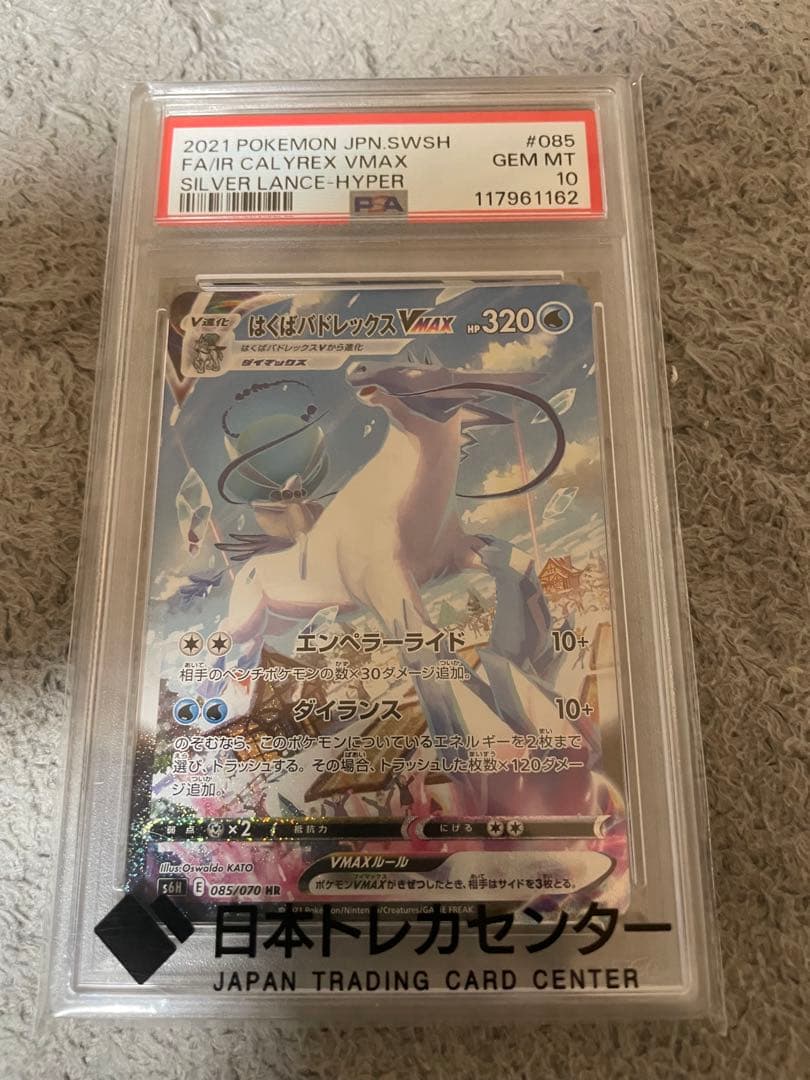 2021 POKEMON JPN.SWSH #085
FA/IR CALYREX VMAX GEM MT
SILVER LANCE-HYPER 10
PSA 117961162
V進化
はくばバドレックスVMAX HP320
はくばバドレックスVから進化
ダイマックス
エンペラーライド 10+
相手のベンチポケモンの数×30ダメージ追加。
ダイランス 10+
のぞむなら、このポケモンについているエネルギーを2枚まで
選び、トラッシュする。その場合、トラッシュした枚数×120ダメー
ジ追加。
弱点 ×2 抵抗力 にげる
Illus.Oswaldo KATO
VMAXルール
ポケモンVMAXがきぜつしたとき、相手はサイドを3枚とる。
s6H E 085/070 HR
2021 Pokémon/Nintendo/Creatures/GAME FREAK
日本トレカセンター
JAPAN TRADING CARD CENTER